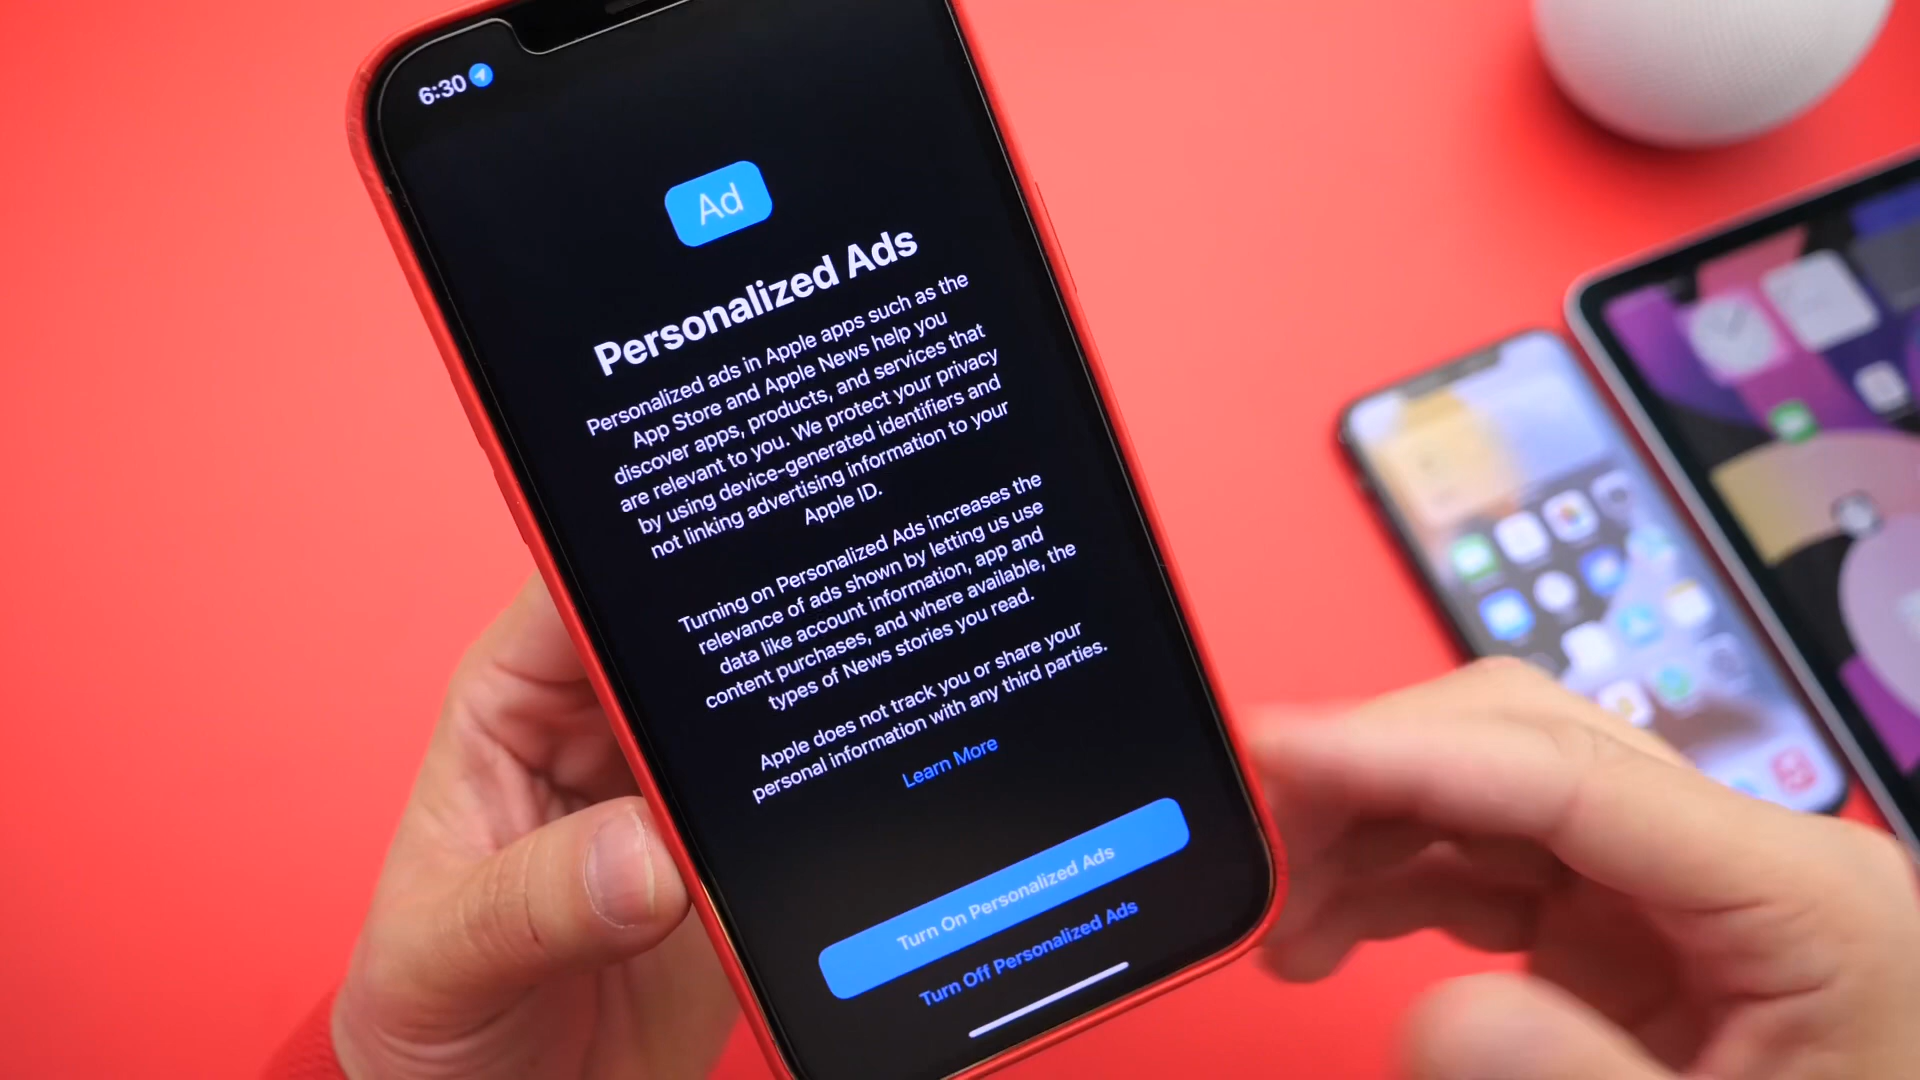 6:30
Ad
Personalized Ads
Personalized ads in Apple apps such as the
App Store and Apple News help you
discover apps, products, and services that
are relevant to you. We protect your privacy
by using device-generated identifiers and
not linking advertising information to your
Apple ID.
Turning on Personalized Ads increases the
relevance of ads shown by letting us use
data like account information, app and
content purchases, and where available, the
types of News stories you read.
Apple does not track you or share your
personal information with any third parties.
Learn More
Turn On Personalized Ads
Turn Off Personalized Ads